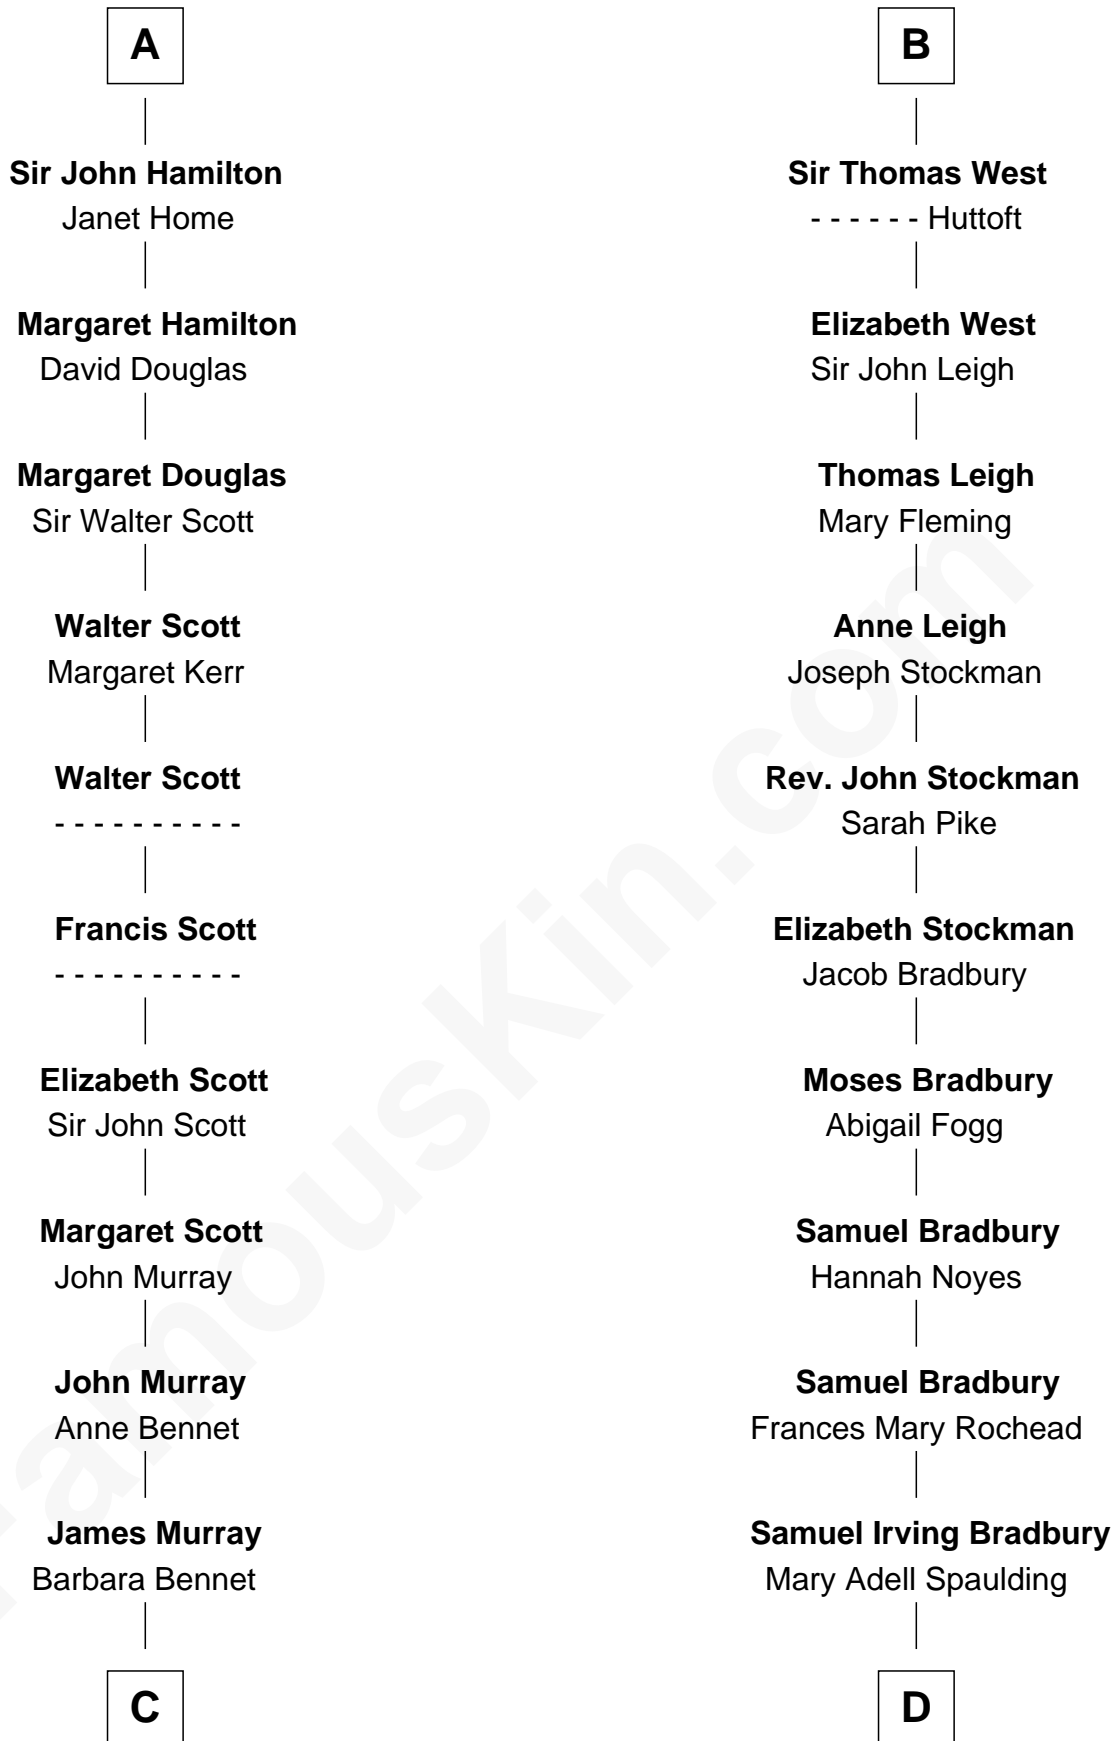 A
Sir John Hamilton
Janet Home
Margaret Hamilton
David Douglas
Margaret Douglas
Sir Walter Scott
Walter Scott
Margaret Kerr
Walter Scott
- - - - - - - - - -
Francis Scott
- - - - - - - - - -
Elizabeth Scott
Sir John Scott
Margaret Scott
John Murray
John Murray
Anne Bennet
James Murray
Barbara Bennet
C
B
Sir Thomas West
- - - - - - Huttoft
Elizabeth West
Sir John Leigh
Thomas Leigh
Mary Fleming
Anne Leigh
Joseph Stockman
Rev. John Stockman
Sarah Pike
Elizabeth Stockman
Jacob Bradbury
Moses Bradbury
Abigail Fogg
Samuel Bradbury
Hannah Noyes
Samuel Bradbury
Frances Mary Rochead
Samuel Irving Bradbury
Mary Adell Spaulding
D
FamousKin.com